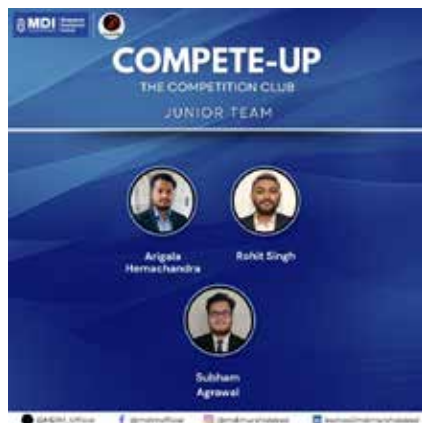 MDI
COMPETE-UP
THE COMPETITION CLUB
JUNIOR TEAM
Arigala
Hemachandra
Rohit Singh
Subham
Agrawal